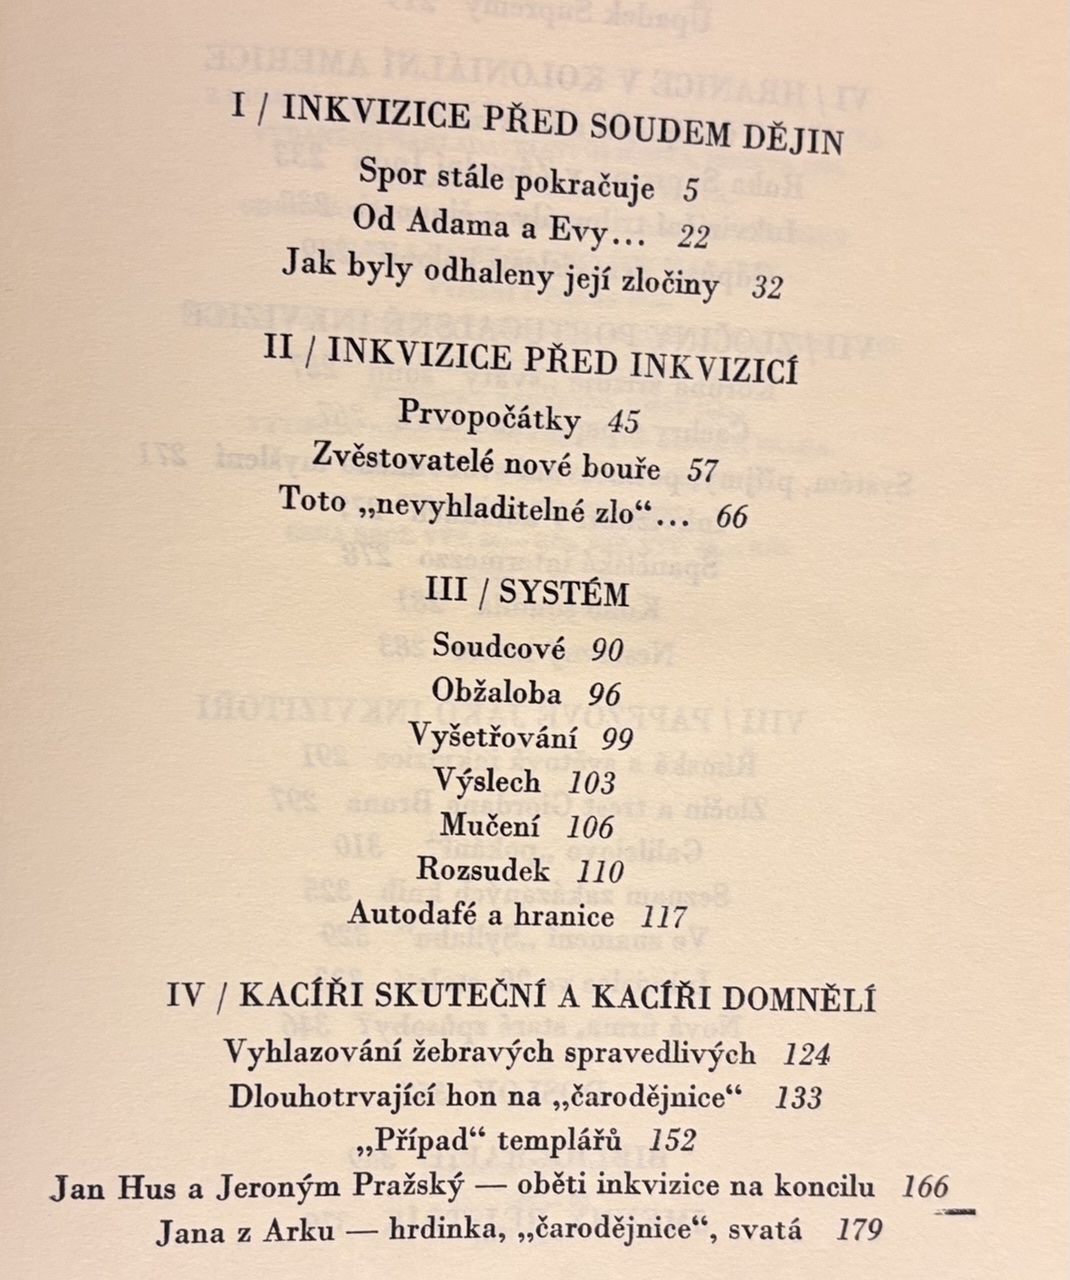 I / INKVIZICE PŘED SOUDEM DĚJIN
Spor stále pokračuje 5
Od Adama a Evy... 22
Jak byly odhaleny její zločiny 32
II / INKVIZICE PŘED INKVIZICÍ
Prvopočátky 45
Zvěstovatelé nové bouře 57
Toto „nevyhladitelné zlo“... 66
III / SYSTÉM
Soudcové 90
Obžaloba 96
Vyšetřování 99
Výslech 103
Mučení 106
Rozsudek 110
Autodafé a hranice 117
IV / KACÍŘI SKUTEČNÍ A KACÍŘI DOMNĚLÍ
Vyhlazování žebravých spravedlivých 124
Dlouhotrvající hon na „čarodějnice“ 133
„Případ“ templářů 152
Jan Hus a Jeroným Pražský — oběti inkvizice na koncilu 166
Jana z Arku — hrdinka, „čarodějnice“, svatá 179